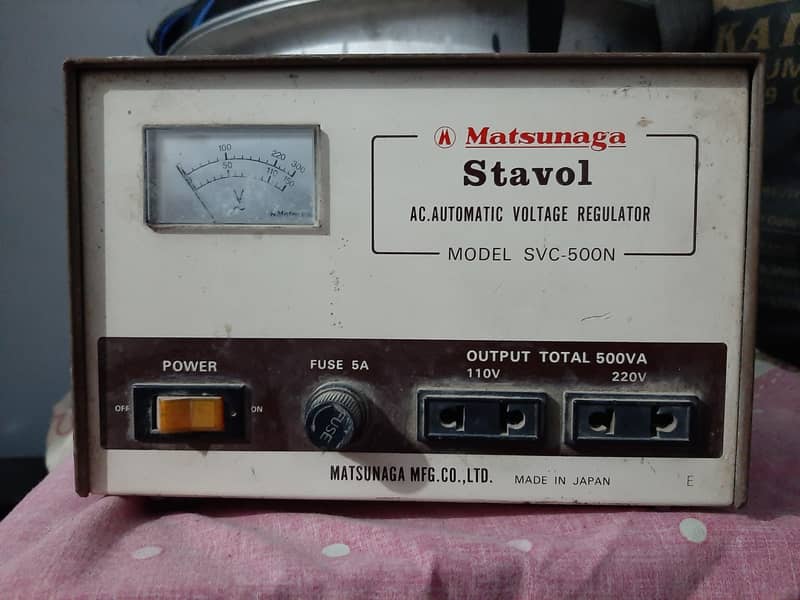 Matsunaga
Stavol
AC.AUTOMATIC VOLTAGE REGULATOR
MODEL SVC-500N
100 220 300
50 110 150
V
POWER
OFF
ON
FUSE 5A
FUSE
OUTPUT TOTAL 500VA
110V
220V
MATSUNAGA MFG.CO.,LTD. MADE IN JAPAN E